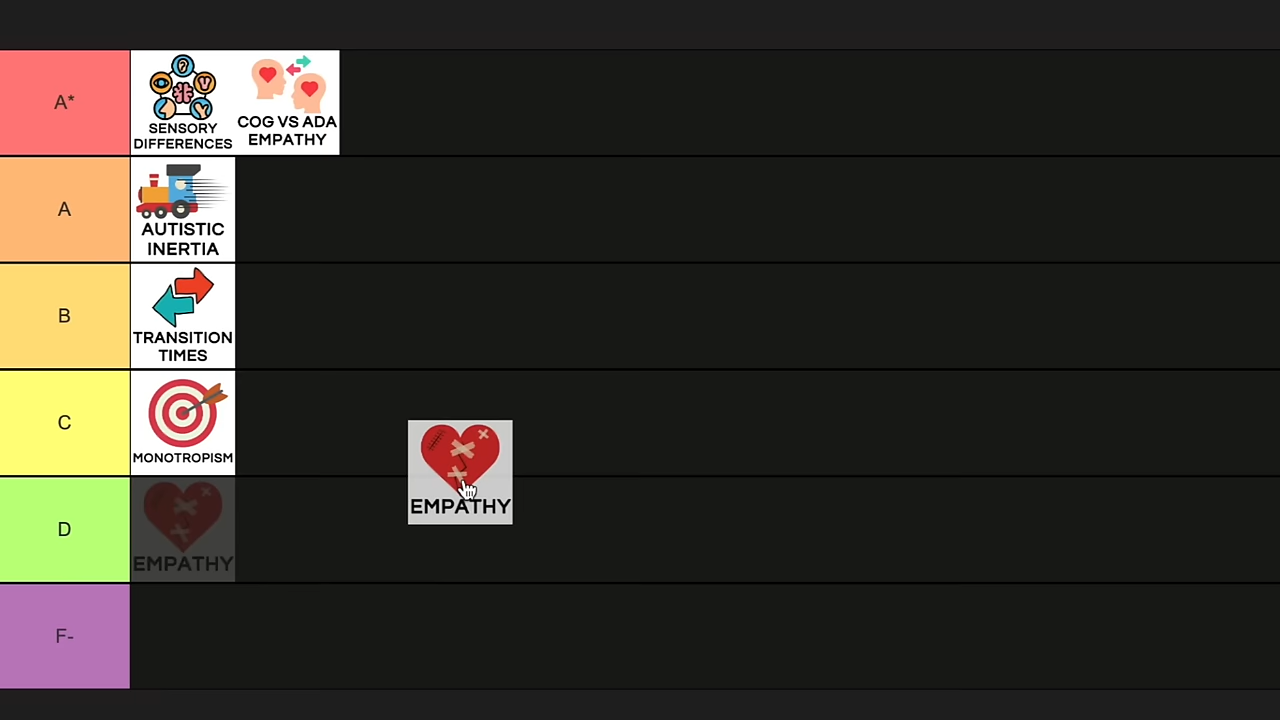 A*
SENSORY
DIFFERENCES
COG VS ADA
EMPATHY
A
AUTISTIC
INERTIA
B
TRANSITION
TIMES
C
MONOTROPISM
EMPATHY
D
EMPATHY
F-